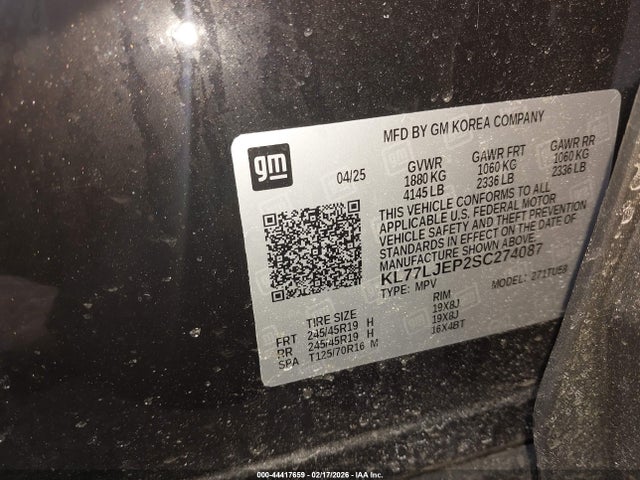 MFD BY GM KOREA COMPANY
gm
04/25
GVWR GAWR FRT GAWR RR
1880 KG 1060 KG 1060 KG
4145 LB 2336 LB 2336 LB
THIS VEHICLE CONFORMS TO ALL
APPLICABLE U.S. FEDERAL MOTOR
VEHICLE SAFETY AND THEFT PREVENTION
STANDARDS IN EFFECT ON THE DATE OF
MANUFACTURE SHOWN ABOVE.
KL77LJEP2SC274087
TYPE: MPV MODEL: 271TU58
TIRE SIZE RIM
FRT 245/45R19 H 19X8J
RR 245/45R19 H 19X8J
SPA T125/70R16 M 16X4BT
000-44417659 - 02/17/2026 - IAA Inc.